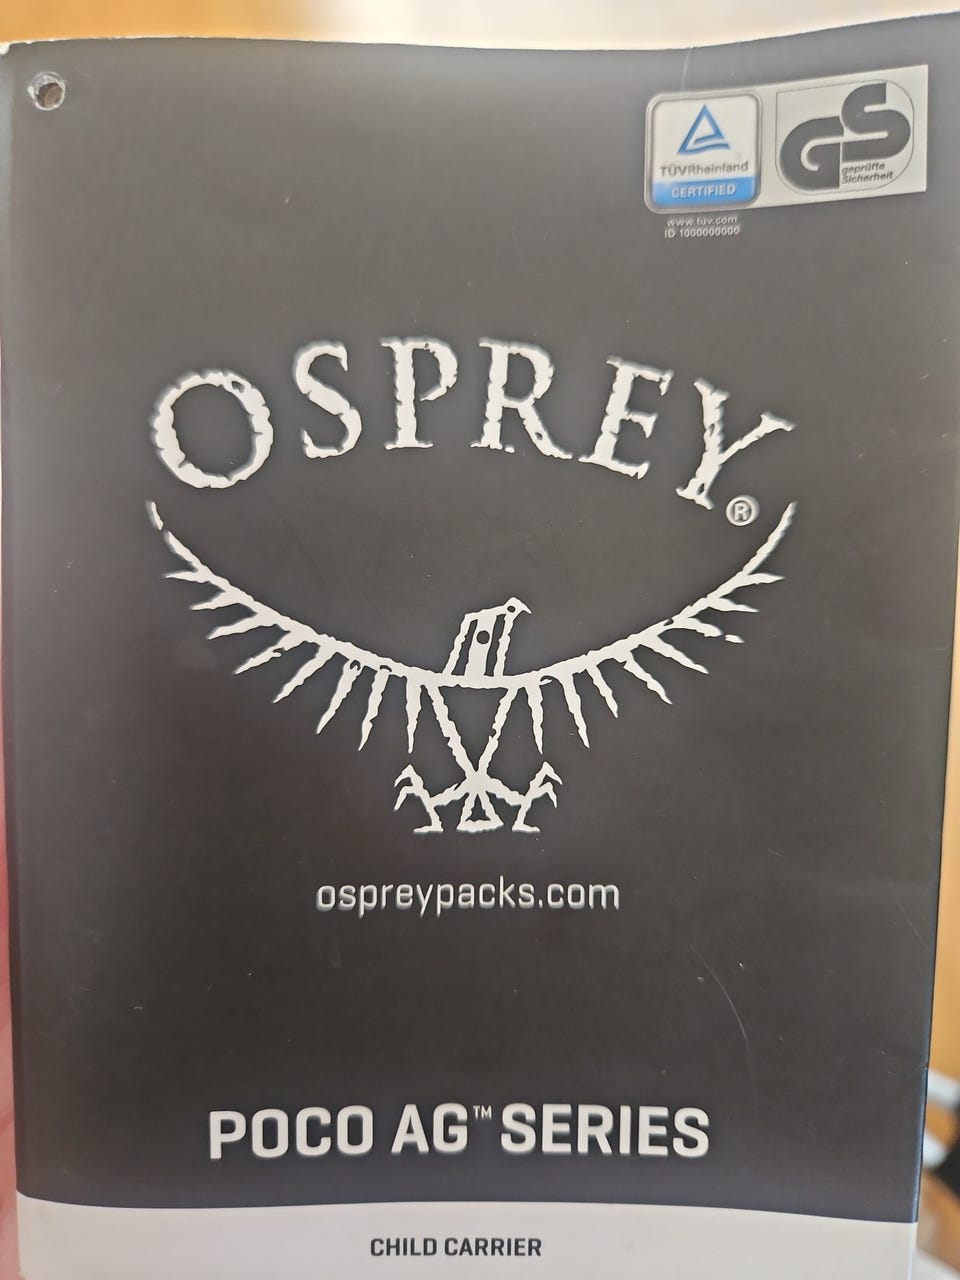 TÜVRheinland
CERTIFIED
www.tuv.com
ID 1000000000
GS
geprüfte
Sicherheit
OSPREY®
ospreypacks.com
POCO AG™ SERIES
CHILD CARRIER